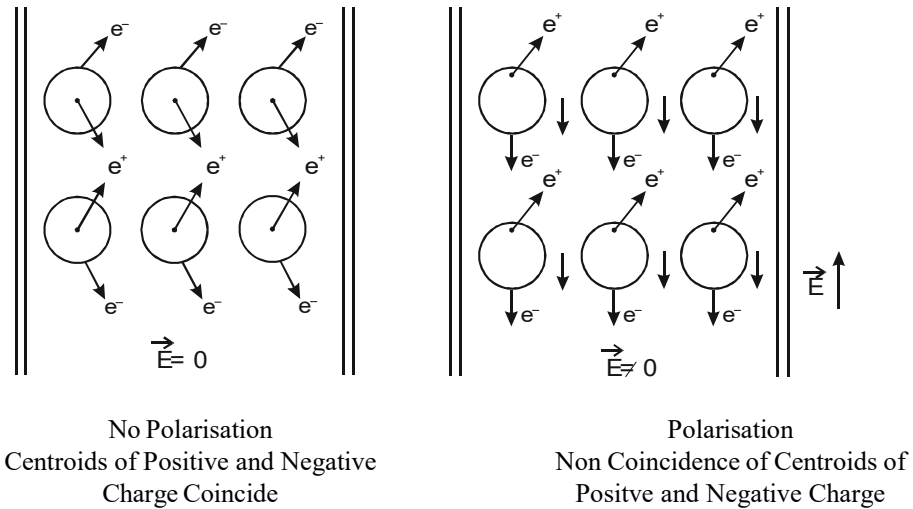 e⁻ e⁻ e⁻
e⁺ e⁺ e⁺
e⁻ e⁻ e⁻
E⃗ = 0
No Polarisation
Centroids of Positive and Negative
Charge Coincide
e⁺ e⁺ e⁺
e⁻ e⁻ e⁻
e⁺ e⁺ e⁺
e⁻ e⁻ e⁻
E⃗
E⃗ ≠ 0
Polarisation
Non Coincidence of Centroids of
Positve and Negative Charge